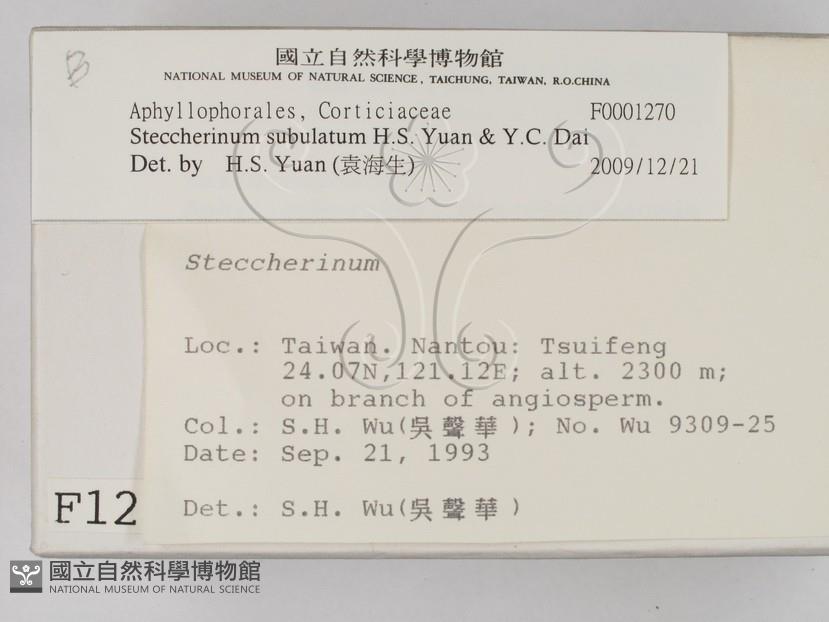 B
國立自然科學博物館
NATIONAL MUSEUM OF NATURAL SCIENCE, TAICHUNG, TAIWAN, R.O.CHINA
Aphyllophorales, Corticiaceae F0001270
Steccherinum subulatum H.S. Yuan & Y.C. Dai
Det. by H.S. Yuan (袁海生) 2009/12/21
Steccherinum
Loc.: Taiwan. Nantou: Tsuifeng
24.07N,121.12E; alt. 2300 m;
on branch of angiosperm.
Col.: S.H. Wu(吳聲華); No. Wu 9309-25
Date: Sep. 21, 1993
Det.: S.H. Wu(吳聲華)
F12
國立自然科學博物館
NATIONAL MUSEUM OF NATURAL SCIENCE